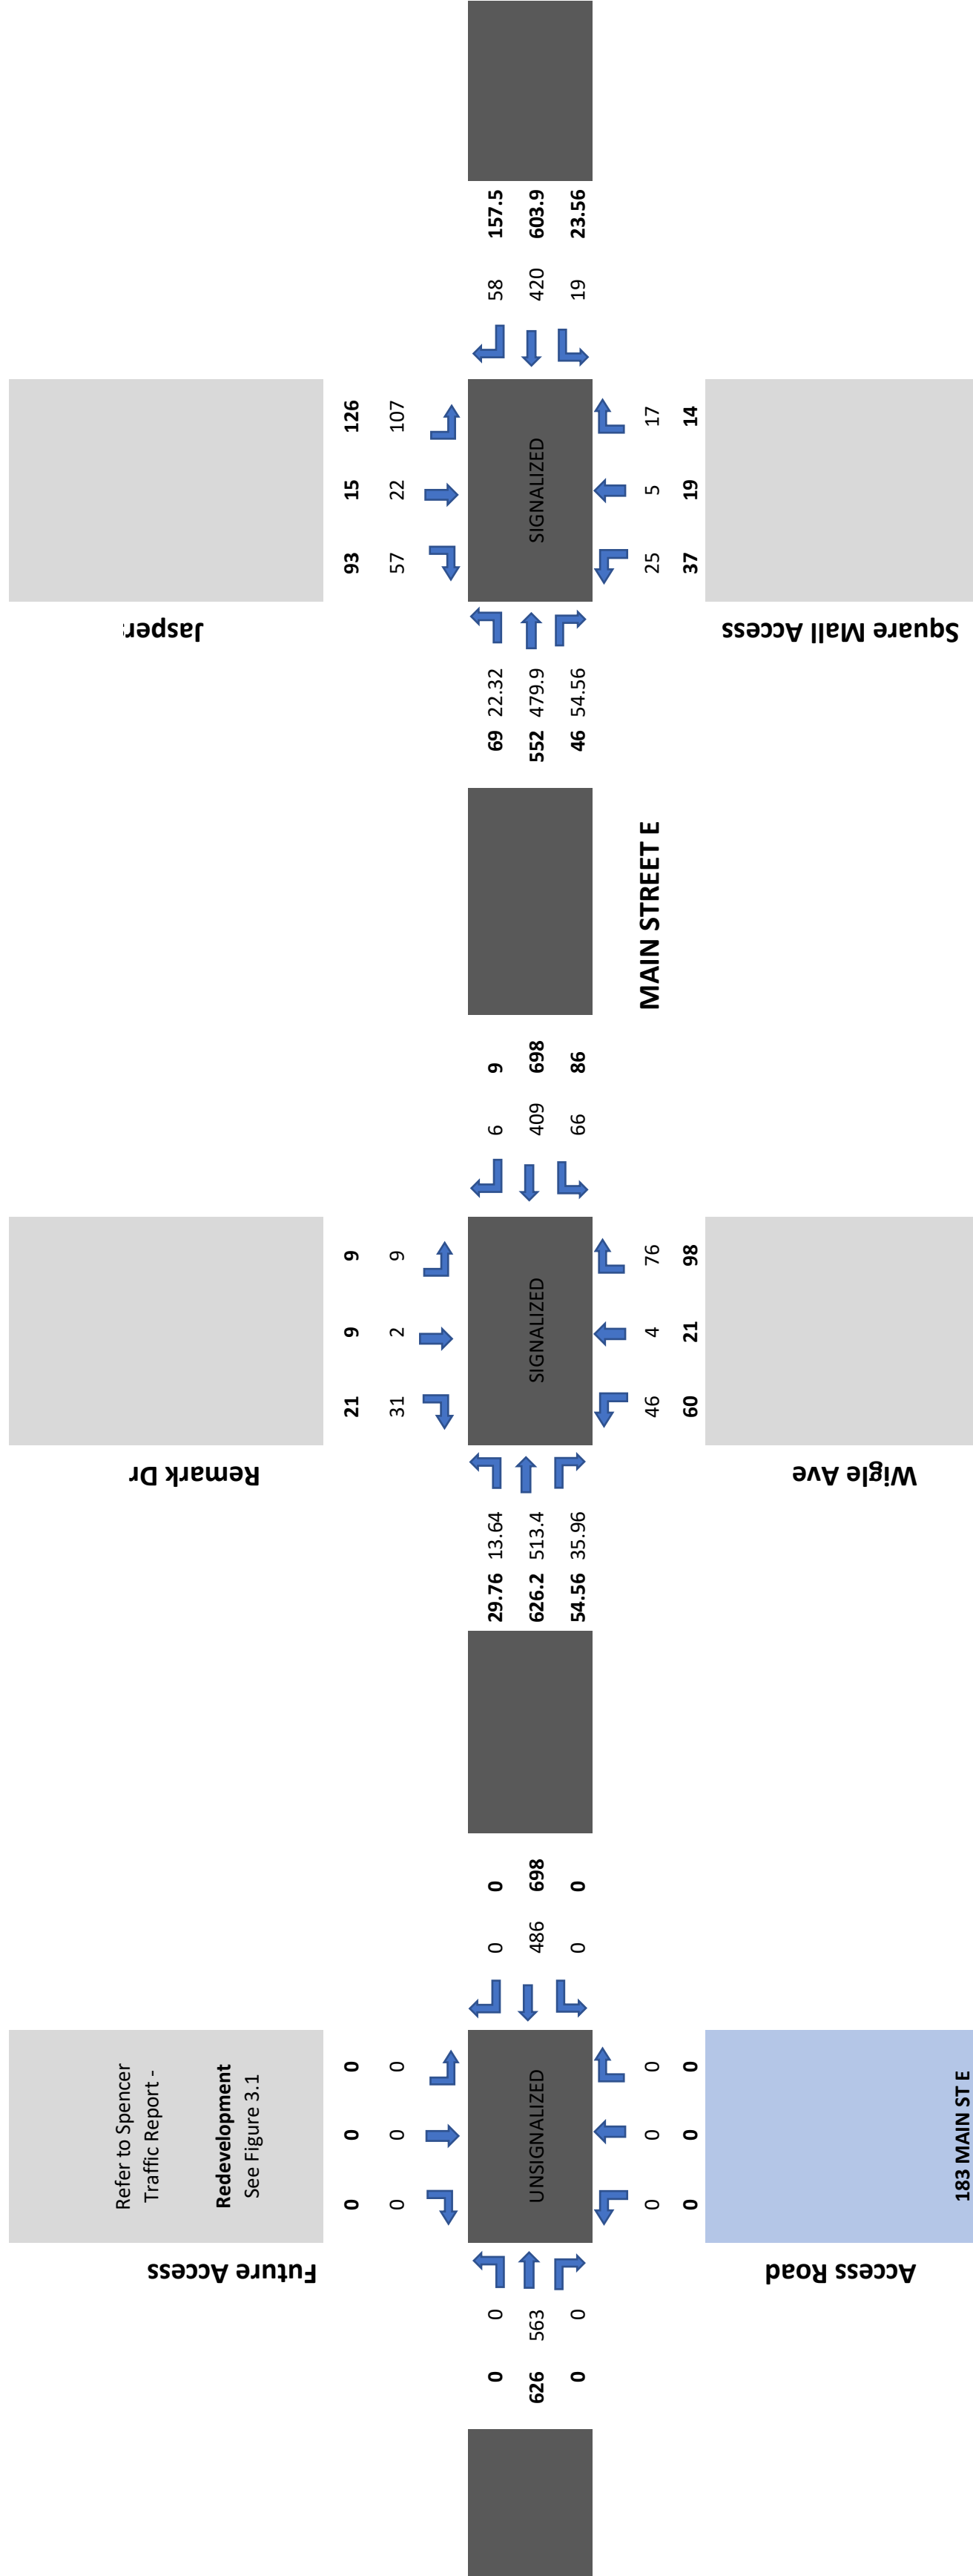 Future Access
Refer to Spencer
Traffic Report -
Redevelopment
See Figure 3.1
0 0 0
0 0 0
0 0
626 563
0 0
UNSIGNALIZED
0 0
486 698
0 0
0 0 0
0 0 0
Access Road
183 MAIN ST E
Remark Dr
21 9 9
31 2 9
29.76 13.64
626.2 513.4
54.56 35.96
SIGNALIZED
6 9
409 698
66 86
46 4 76
60 21 98
Wigle Ave
MAIN STREET E
Jasper
93 15 126
57 22 107
69 22.32
552 479.9
46 54.56
SIGNALIZED
58 157.5
420 603.9
19 23.56
25 5 17
37 19 14
Square Mall Access